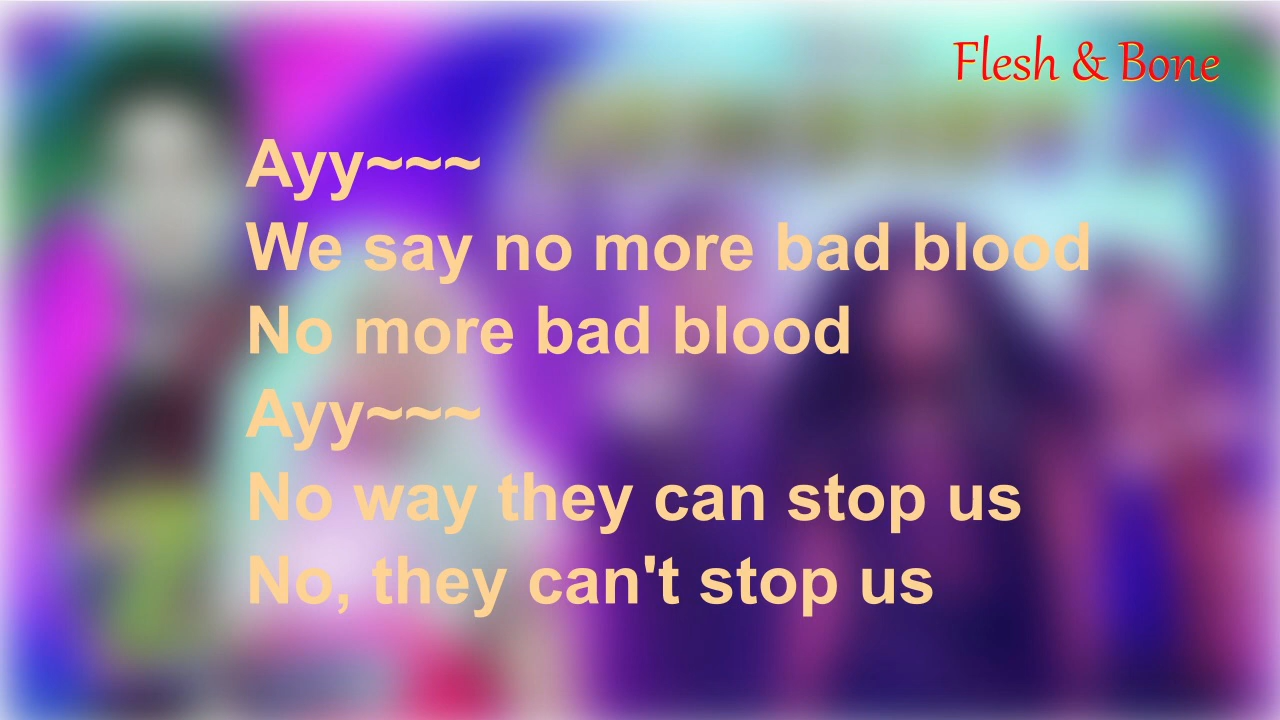 Flesh & Bone
Ayy~~~
We say no more bad blood
No more bad blood
Ayy~~~
No way they can stop us
No, they can't stop us